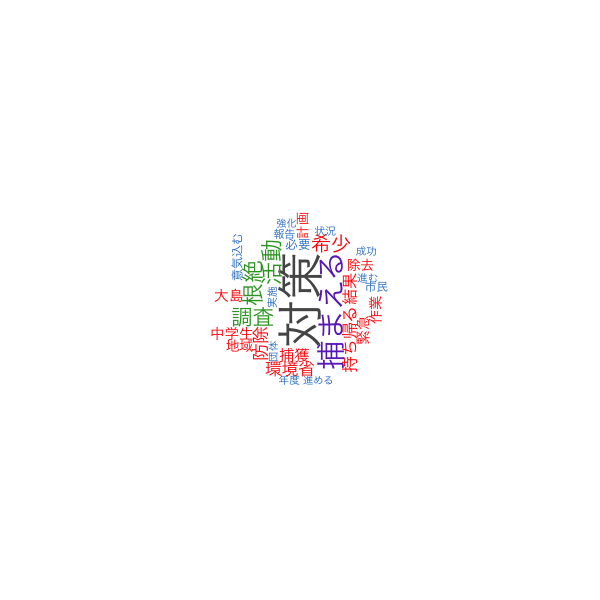 画
計
強化
報告
状況
必要
希少
成功
活動
意気込む
根絶
対策
捕まえる
除去
進む
市民
結果
実施
大島
作業
調査
持ち帰る
緊急
中学生
地域
防除
団体
捕獲
環境省
年度
進める